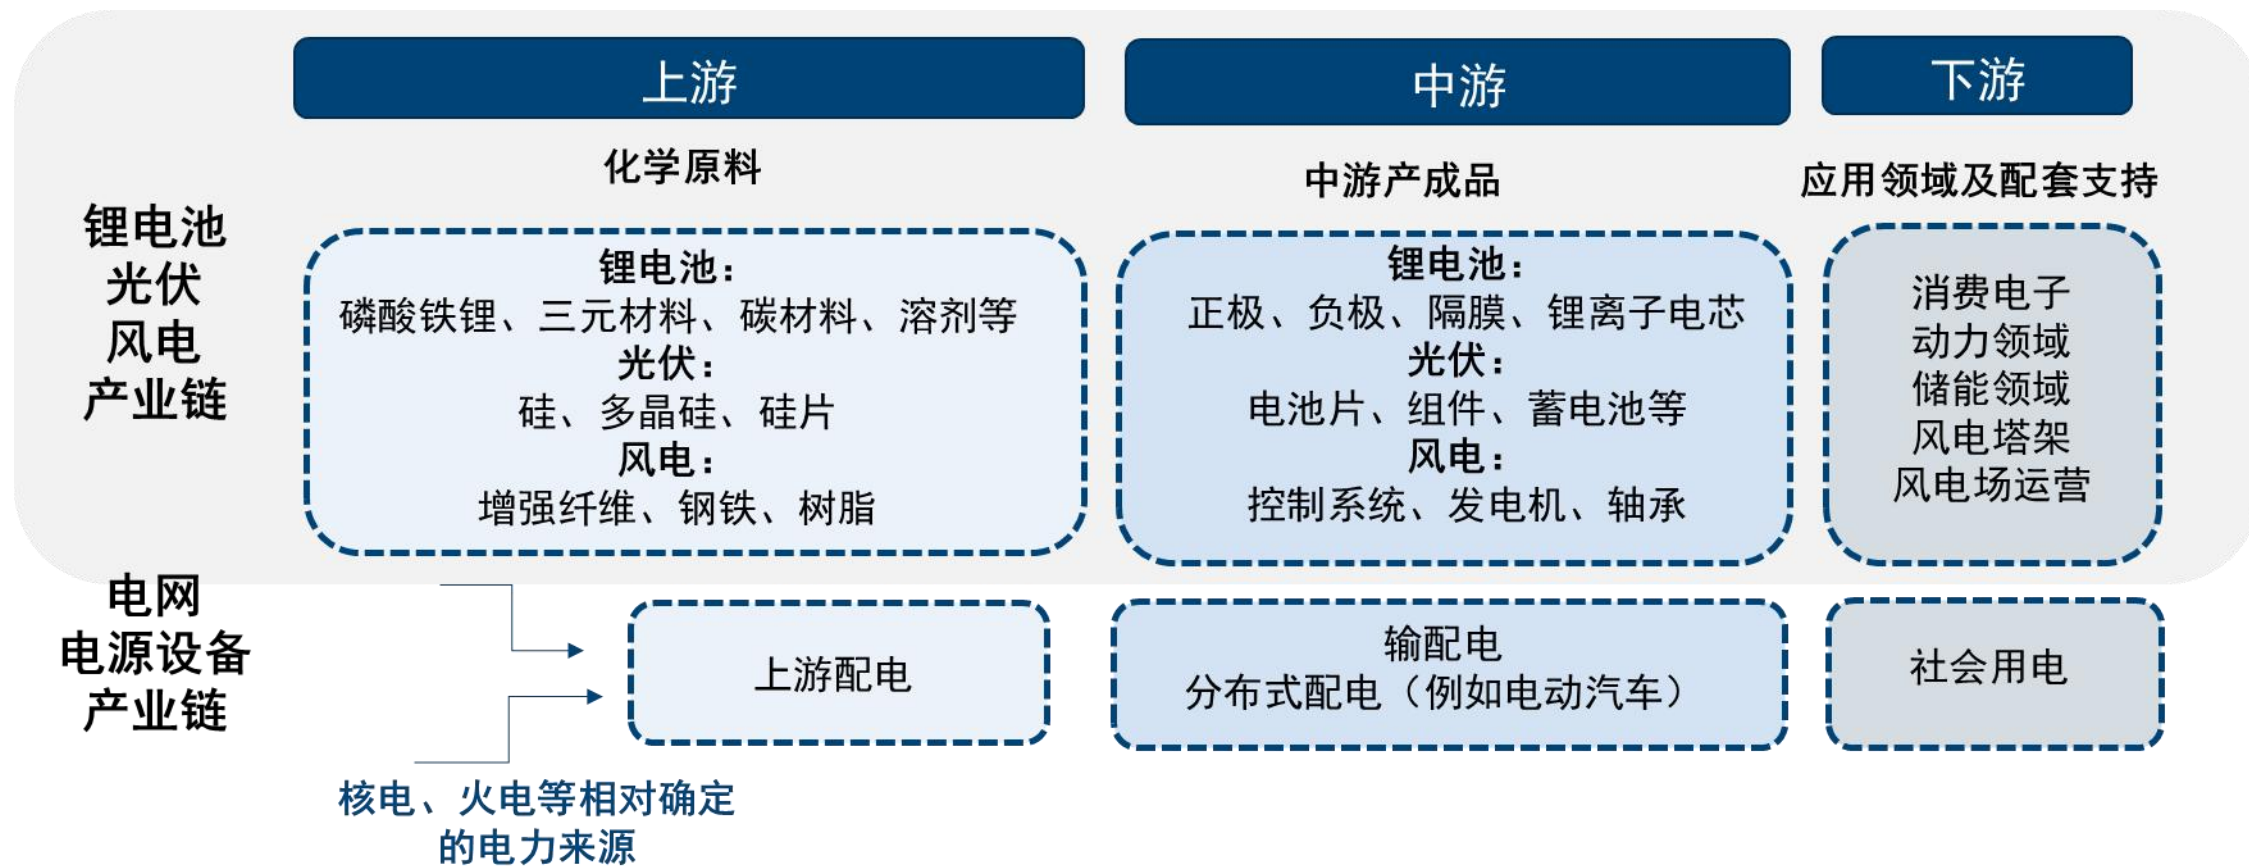 上游
中游
下游
化学原料
中游产成品
应用领域及配套支持
锂电池
光伏
风电
产业链
锂电池：
磷酸铁锂、三元材料、碳材料、溶剂等
光伏：
硅、多晶硅、硅片
风电：
增强纤维、钢铁、树脂
锂电池：
正极、负极、隔膜、锂离子电芯
光伏：
电池片、组件、蓄电池等
风电：
控制系统、发电机、轴承
消费电子
动力领域
储能领域
风电塔架
风电场运营
电网
电源设备
产业链
上游配电
输配电
分布式配电（例如电动汽车）
社会用电
核电、火电等相对确定
的电力来源